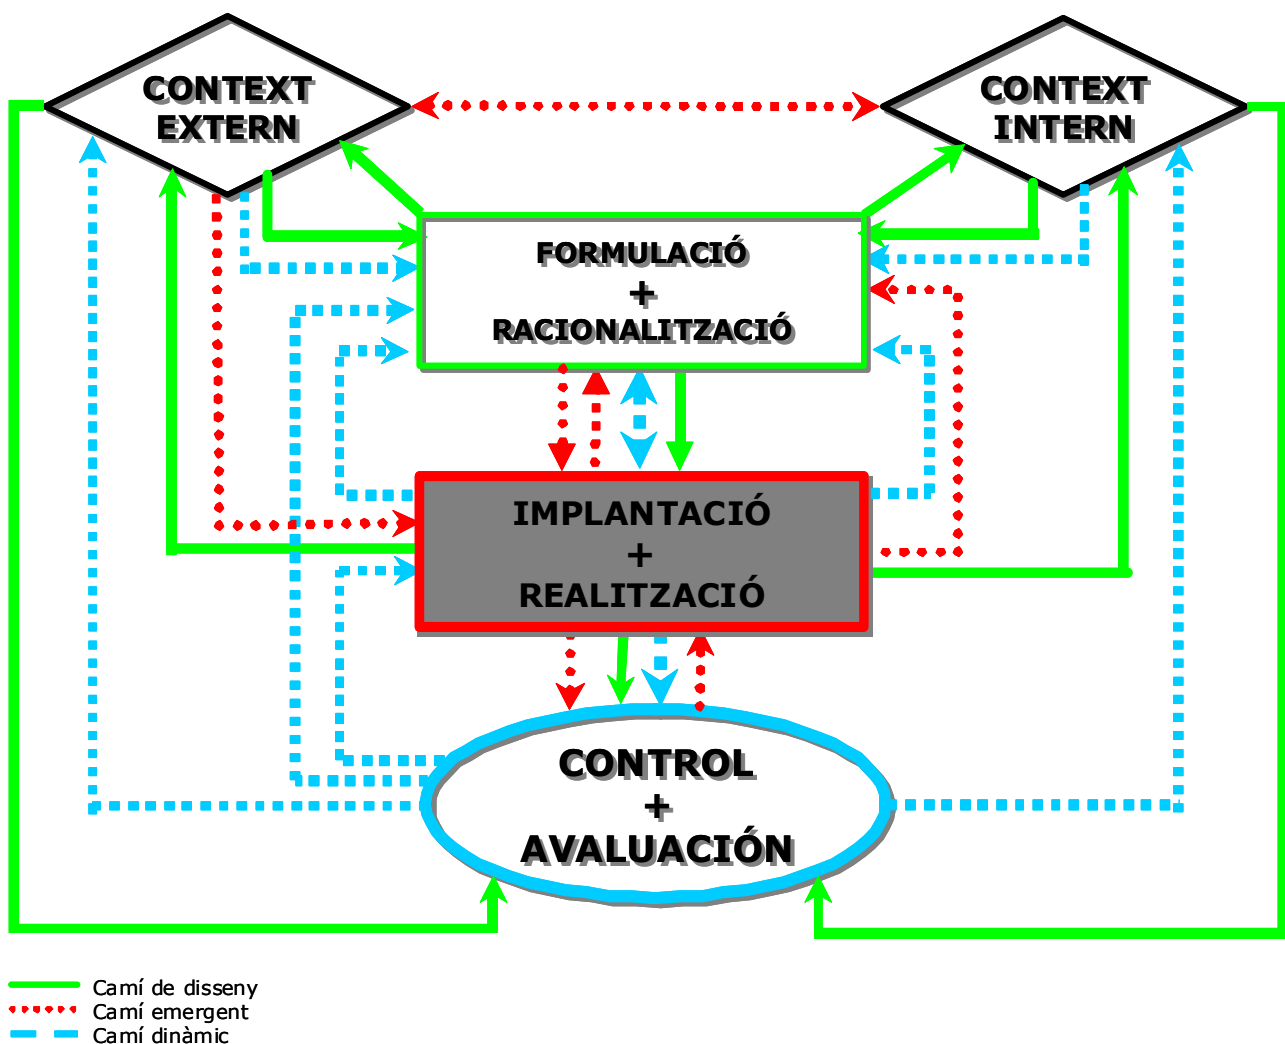 CONTEXT
EXTERN
CONTEXT
INTERN
FORMULACIÓ
+
RACIONALITZACIÓ
IMPLANTACIÓ
+
REALITZACIÓ
CONTROL
+
AVALUACIÓN
Camí de disseny
Camí emergent
Camí dinàmic